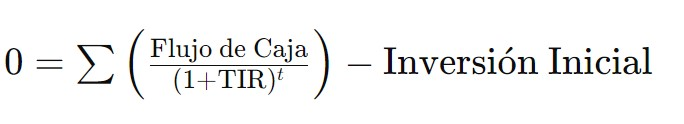 0 = ∑ ( Flujo de Caja / (1+TIR)^t ) − Inversión Inicial